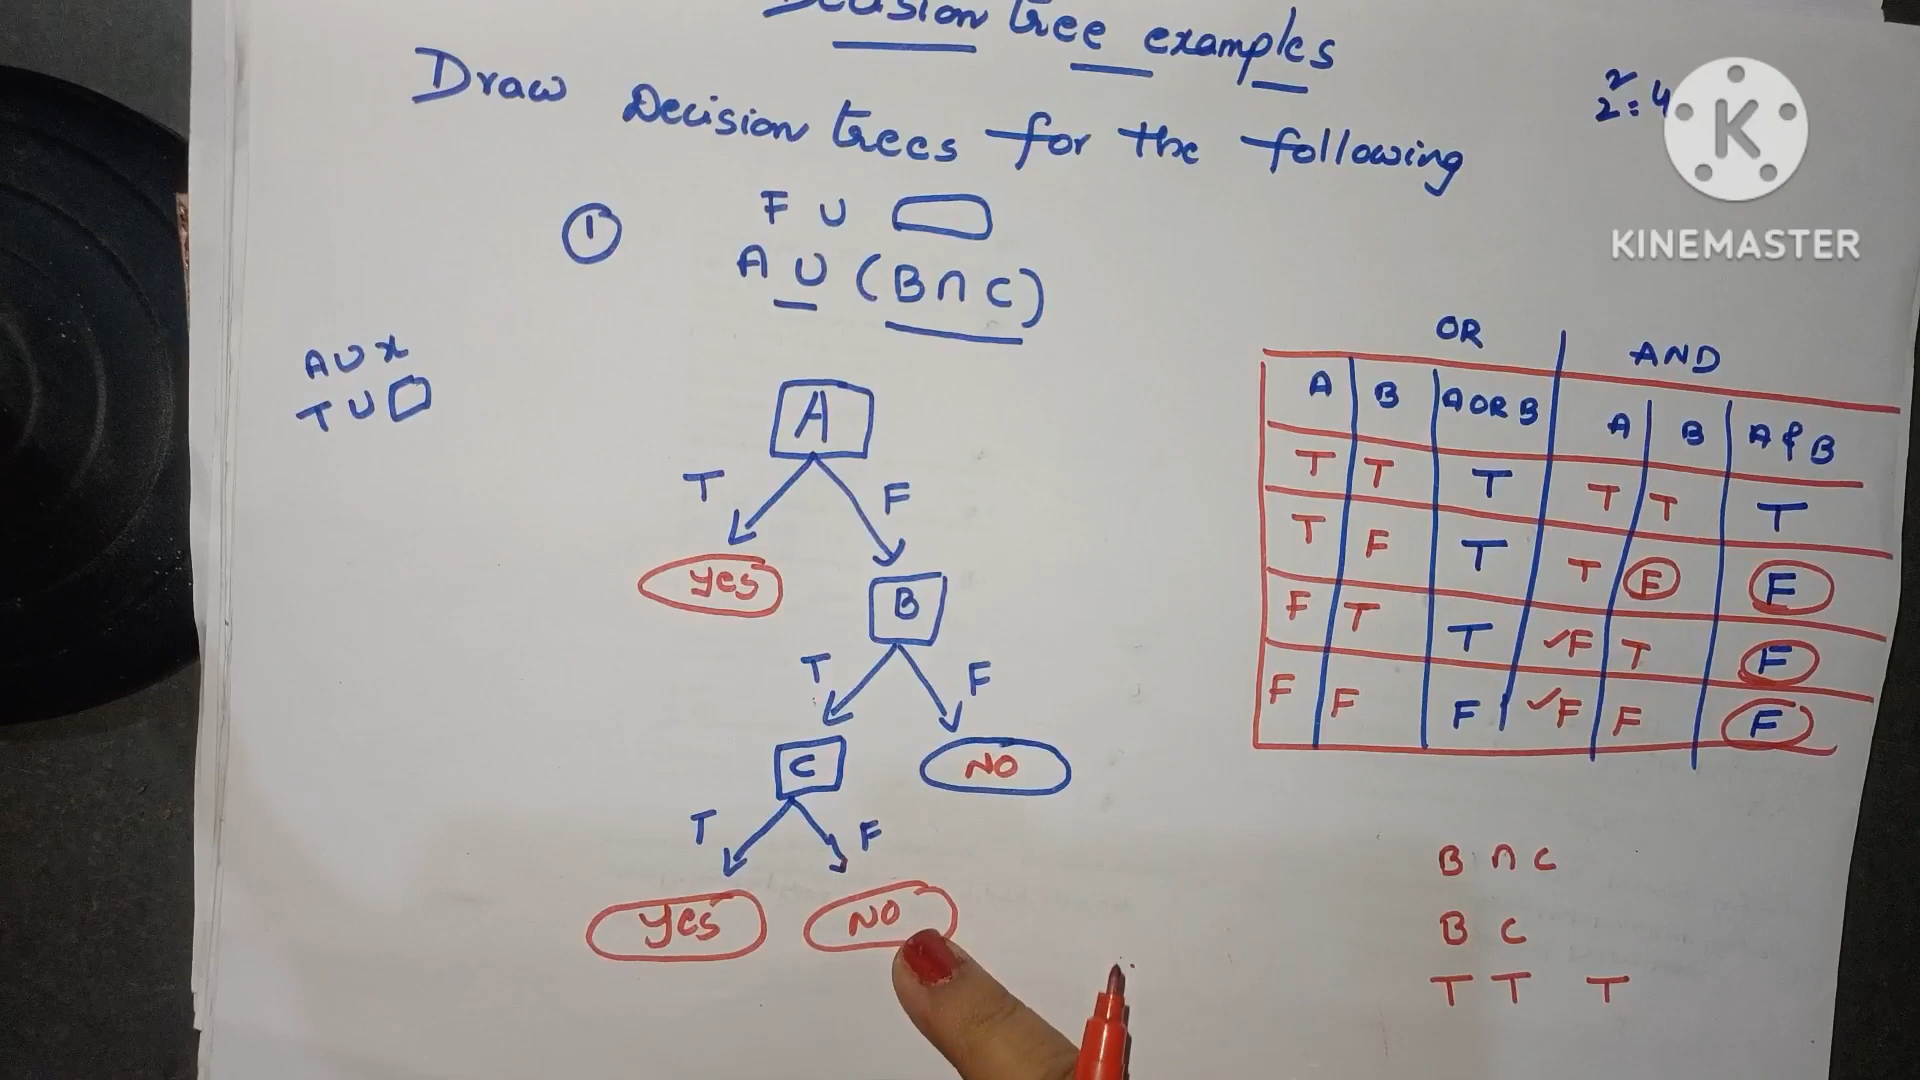 Decision tree examples
Draw Decision trees for the following
2² = 4
K
KINEMASTER
① F ∪
A ∪ (B ∩ C)
A ∪ x
T ∪
A
T F
Yes
B
T F
C NO
T F
Yes NO
OR AND
A B A OR B A B A & B
T T T T T T
T F T T F F
F T T ✓F T F
F F F ✓F F F
B ∩ C
B C
T T T